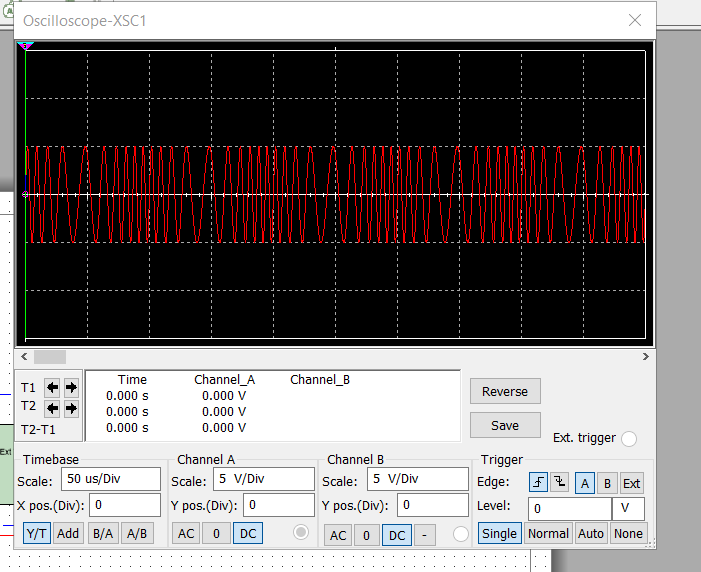 Oscilloscope-XSC1
Time Channel_A Channel_B
T1 0.000 s 0.000 V
T2 0.000 s 0.000 V
T2-T1 0.000 s 0.000 V
Reverse
Save
Ext. trigger
Ext
Timebase
Scale: 50 us/Div
X pos.(Div): 0
Y/T Add B/A A/B
Channel A
Scale: 5 V/Div
Y pos.(Div): 0
AC 0 DC
Channel B
Scale: 5 V/Div
Y pos.(Div): 0
AC 0 DC -
Trigger
Edge: A B Ext
Level: 0 V
Single Normal Auto None